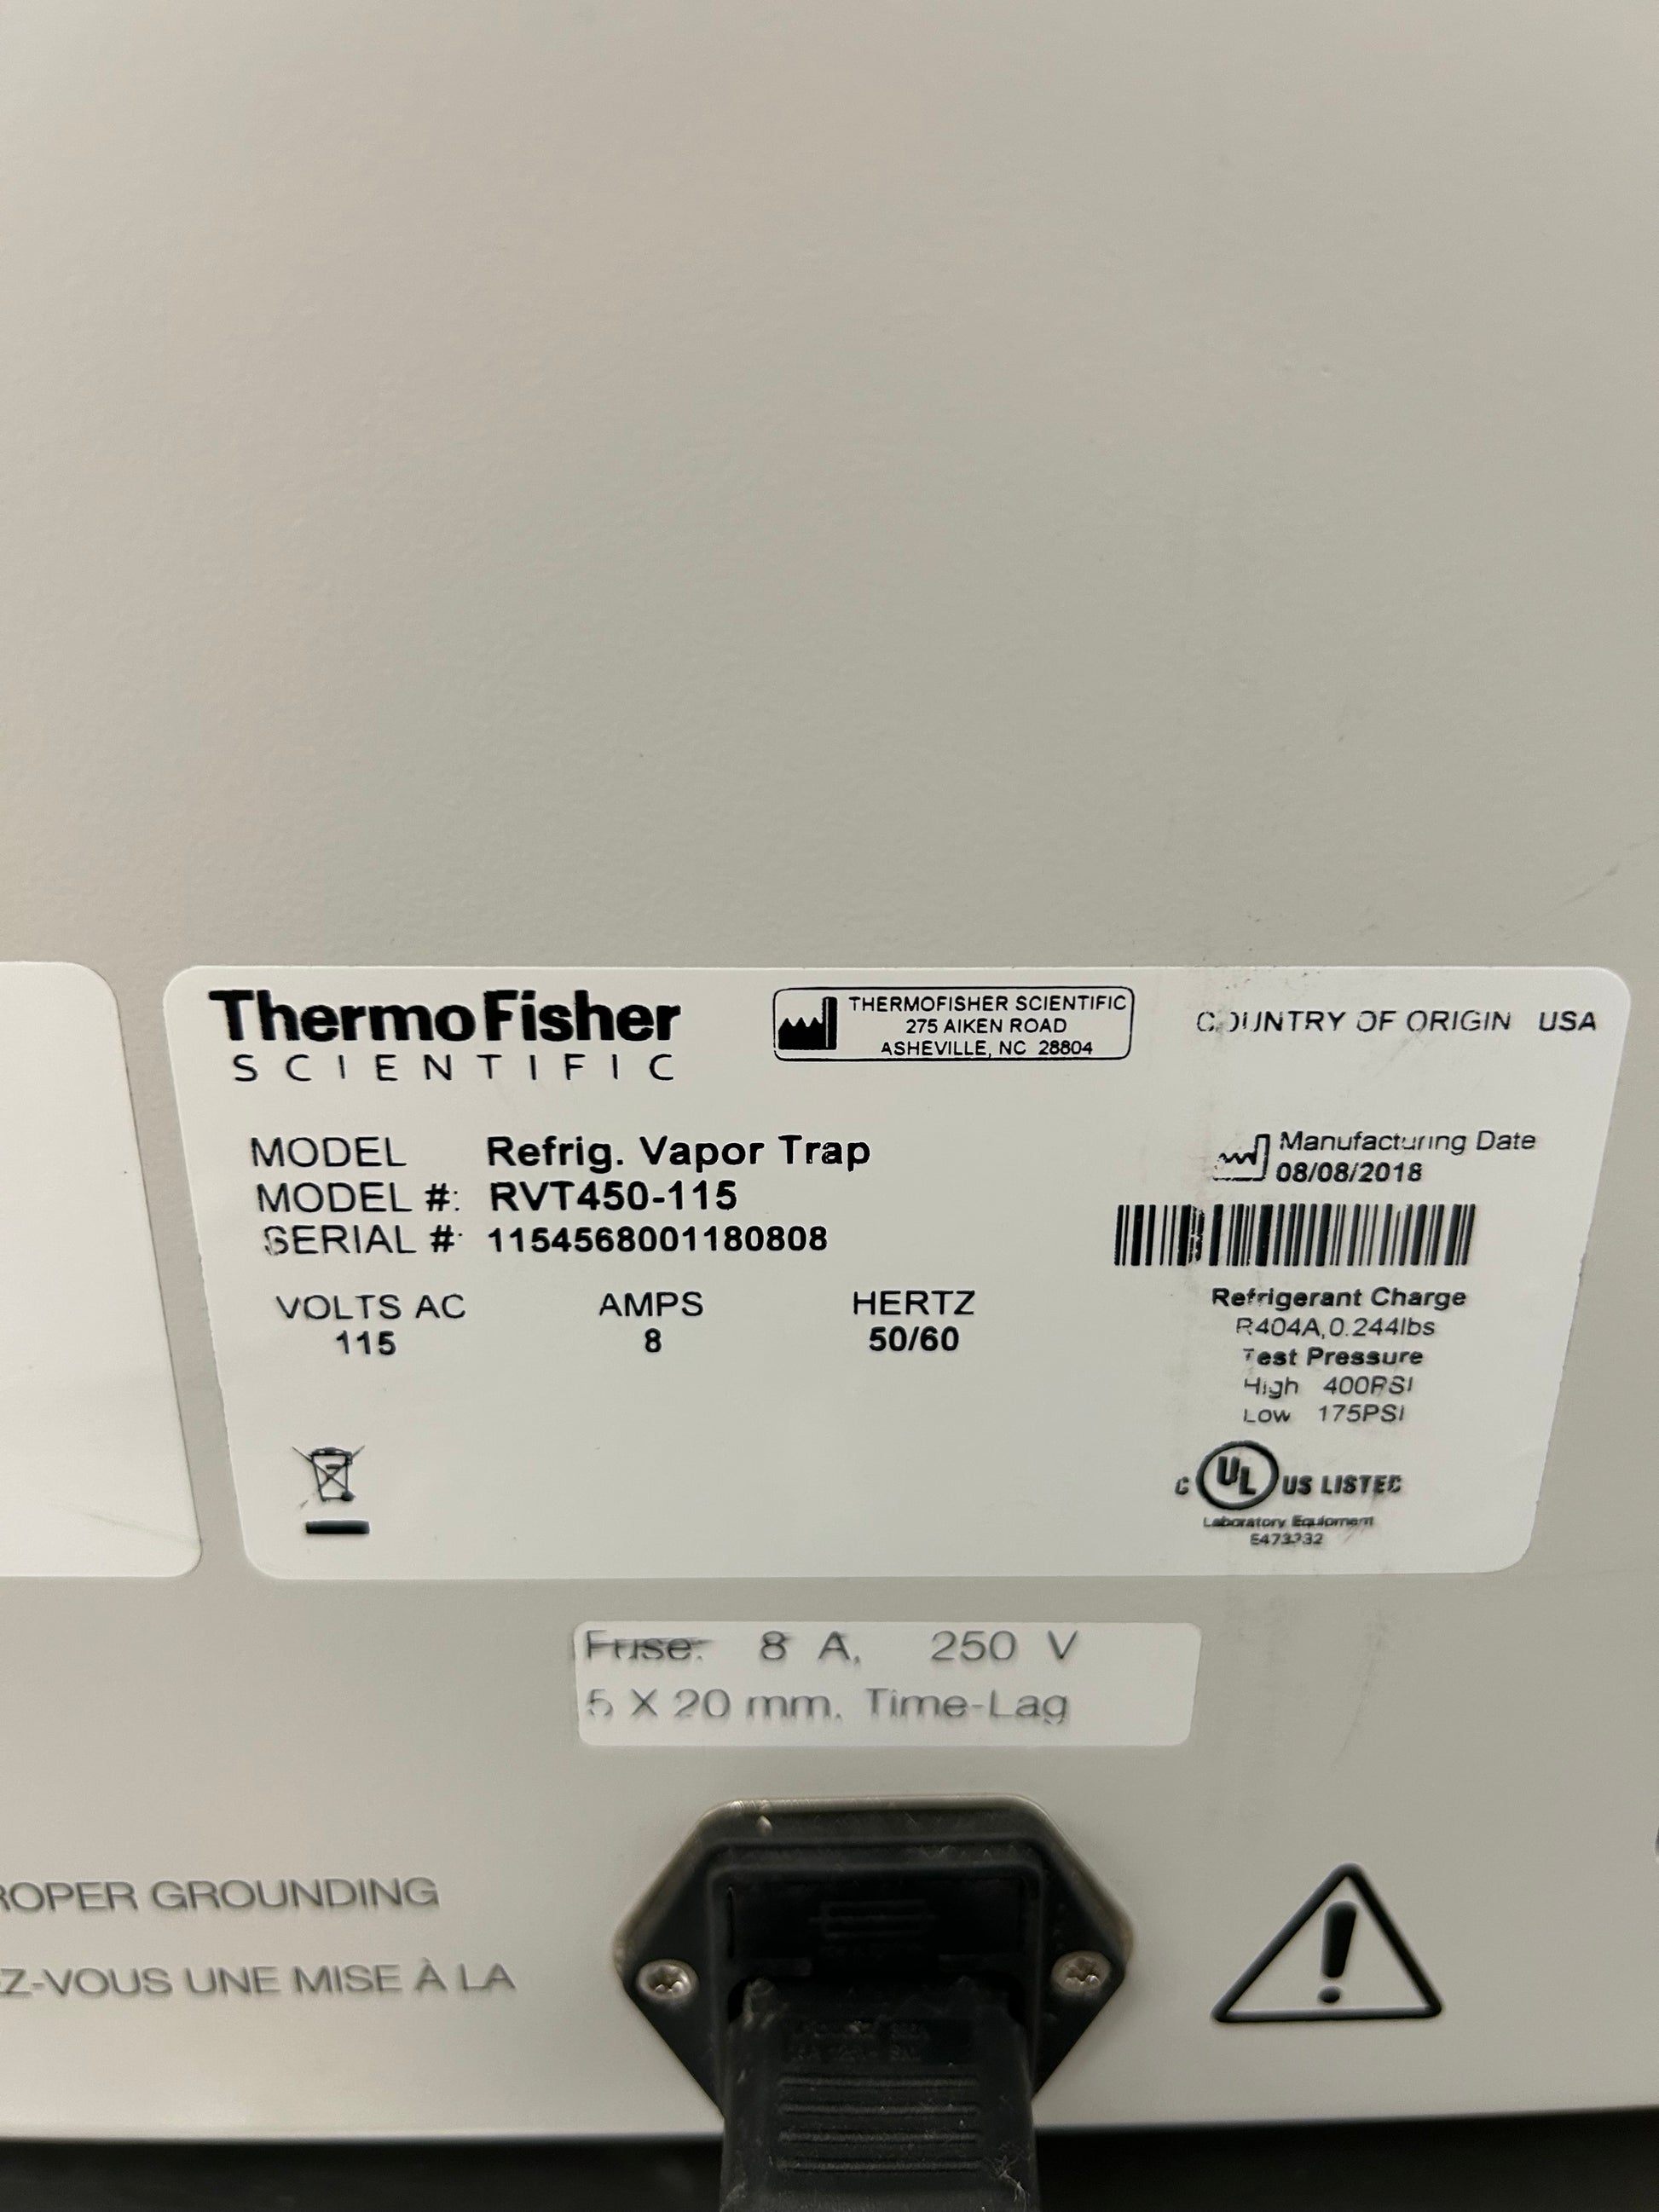 ThermoFisher
SCIENTIFIC
THERMOFISHER SCIENTIFIC
275 AIKEN ROAD
ASHEVILLE, NC 28804
COUNTRY OF ORIGIN USA
MODEL Refrig. Vapor Trap
MODEL #: RVT450-115
SERIAL #: 1154568001180808
Manufacturing Date
08/08/2018
VOLTS AC AMPS HERTZ
115 8 50/60
Refrigerant Charge
R404A, 0.244lbs
Test Pressure
High 400PSI
Low 175PSI
C UL US LISTED
Laboratory Equipment
Fuse: 8 A, 250 V
5 X 20 mm, Time-Lag
ROPER GROUNDING
Z-VOUS UNE MISE À LA